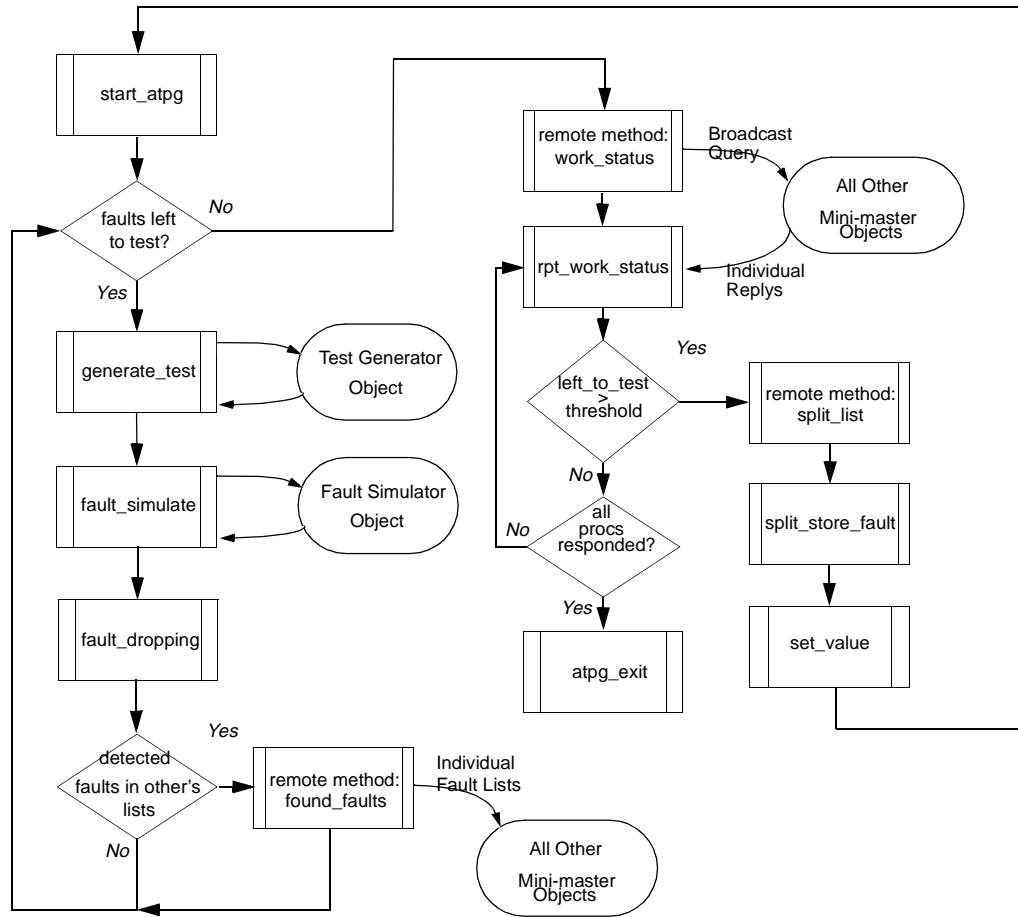 start_atpg
faults left
to test?
No
Yes
generate_test
Test Generator
Object
fault_simulate
Fault Simulator
Object
fault_dropping
detected
faults in other's
lists
Yes
No
remote method:
found_faults
Individual
Fault Lists
All Other
Mini-master
Objects
remote method:
work_status
Broadcast
Query
All Other
Mini-master
Objects
rpt_work_status
Individual
Replys
left_to_test
>
threshold
Yes
No
remote method:
split_list
all
procs
responded?
No
Yes
split_store_fault
atpg_exit
set_value